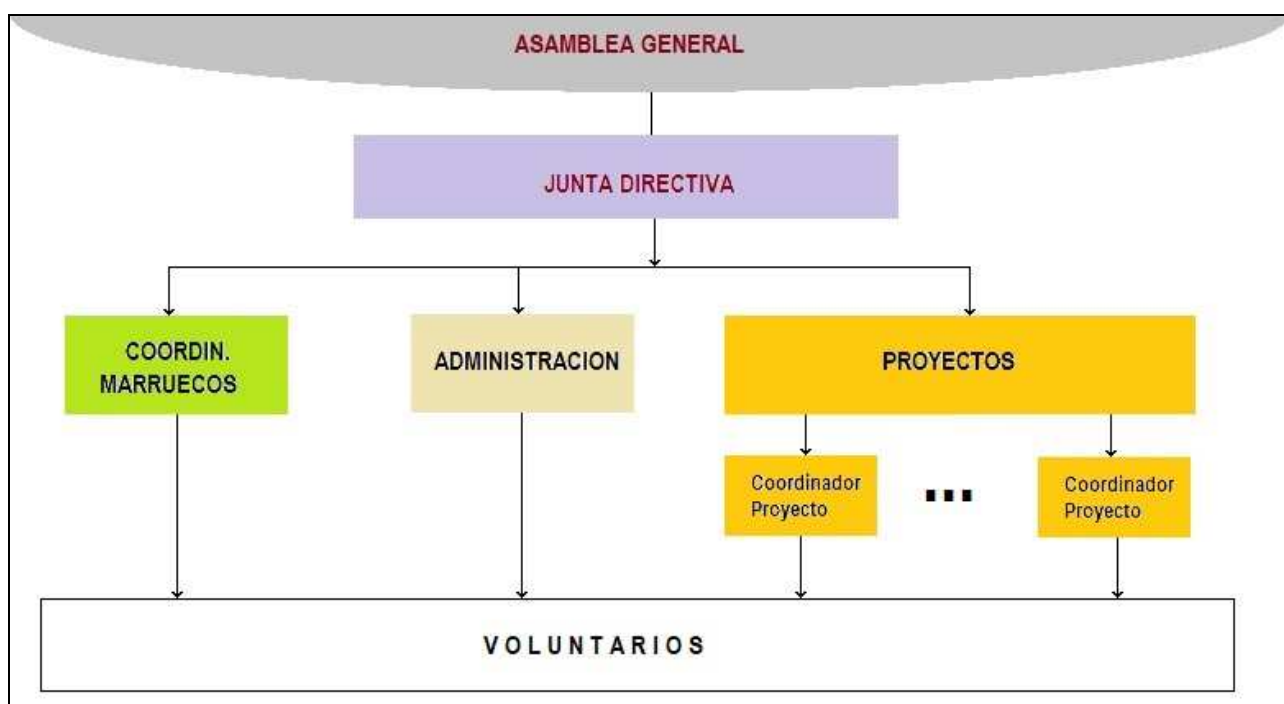 ASAMBLEA GENERAL
JUNTA DIRECTIVA
COORDIN.
MARRUECOS
ADMINISTRACION
PROYECTOS
Coordinador
Proyecto
...
Coordinador
Proyecto
VOLUNTARIOS